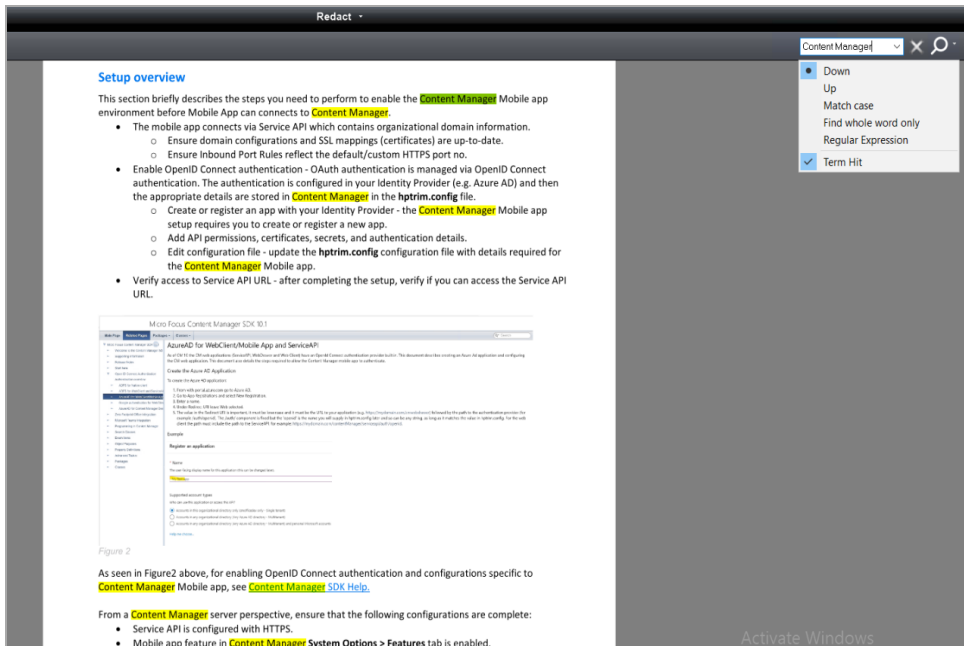 Redact
Content Manager
Down
Up
Match case
Find whole word only
Regular Expression
Term Hit
Setup overview
This section briefly describes the steps you need to perform to enable the Content Manager Mobile app
environment before Mobile App can connects to Content Manager.
• The mobile app connects via Service API which contains organizational domain information.
○ Ensure domain configurations and SSL mappings (certificates) are up-to-date.
○ Ensure Inbound Port Rules reflect the default/custom HTTPS port no.
• Enable OpenID Connect authentication - OAuth authentication is managed via OpenID Connect
authentication. The authentication is configured in your Identity Provider (e.g. Azure AD) and then
the appropriate details are stored in Content Manager in the hptrim.config file.
○ Create or register an app with your Identity Provider - the Content Manager Mobile app
setup requires you to create or register a new app.
○ Add API permissions, certificates, secrets, and authentication details.
○ Edit configuration file - update the hptrim.config configuration file with details required for
the Content Manager Mobile app.
• Verify access to Service API URL - after completing the setup, verify if you can access the Service API
URL.
Micro Focus Content Manager SDK 10.1
AzureAD for WebClient/Mobile App and ServiceAPI
Create the Azure AD Application
To create the Azure AD application:
3. Enter a name.
Example
Register an application
* Name
Supported account types
Figure 2
As seen in Figure2 above, for enabling OpenID Connect authentication and configurations specific to
Content Manager Mobile app, see Content Manager SDK Help.
From a Content Manager server perspective, ensure that the following configurations are complete:
• Service API is configured with HTTPS.
• Mobile app feature in Content Manager System Options > Features tab is enabled.
Activate Windows